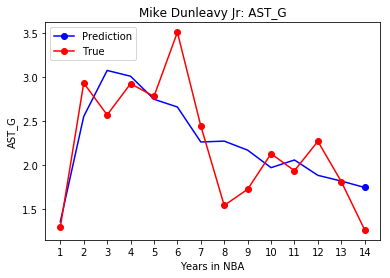 Mike Dunleavy Jr: AST_G
Prediction
True
3.5
3.0
2.5
2.0
1.5
AST_G
1 2 3 4 5 6 7 8 9 10 11 12 13 14
Years in NBA